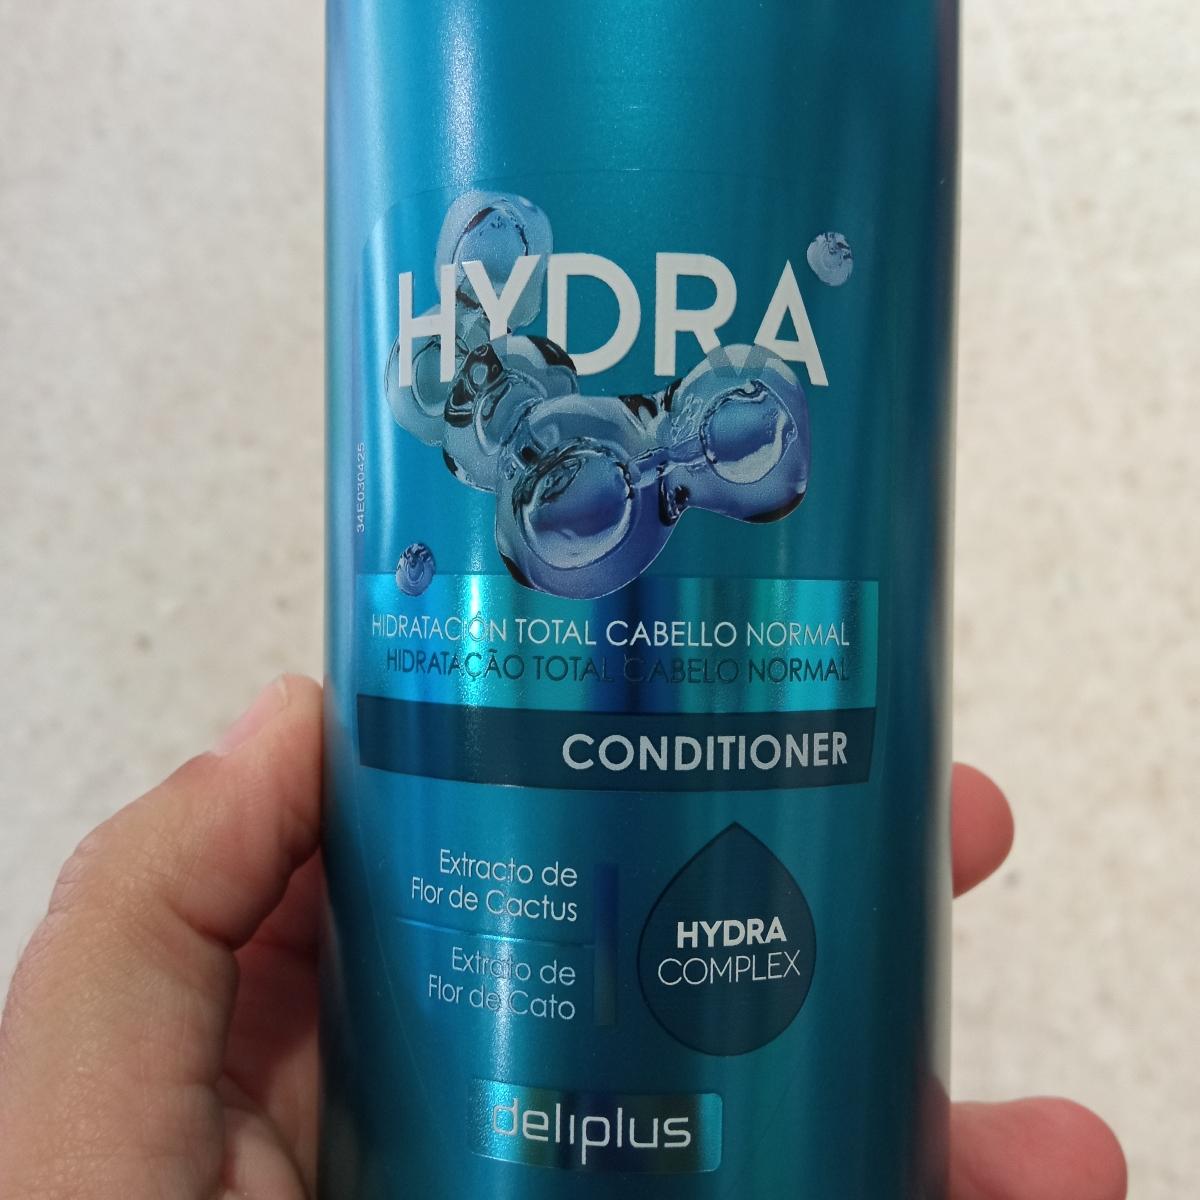 HYDRA
34E030425
HIDRATACIÓN TOTAL CABELLO NORMAL
HIDRATAÇÃO TOTAL CABELO NORMAL
CONDITIONER
Extracto de
Flor de Cactus
Extrato de
Flor de Cato
HYDRA
COMPLEX
deliplus